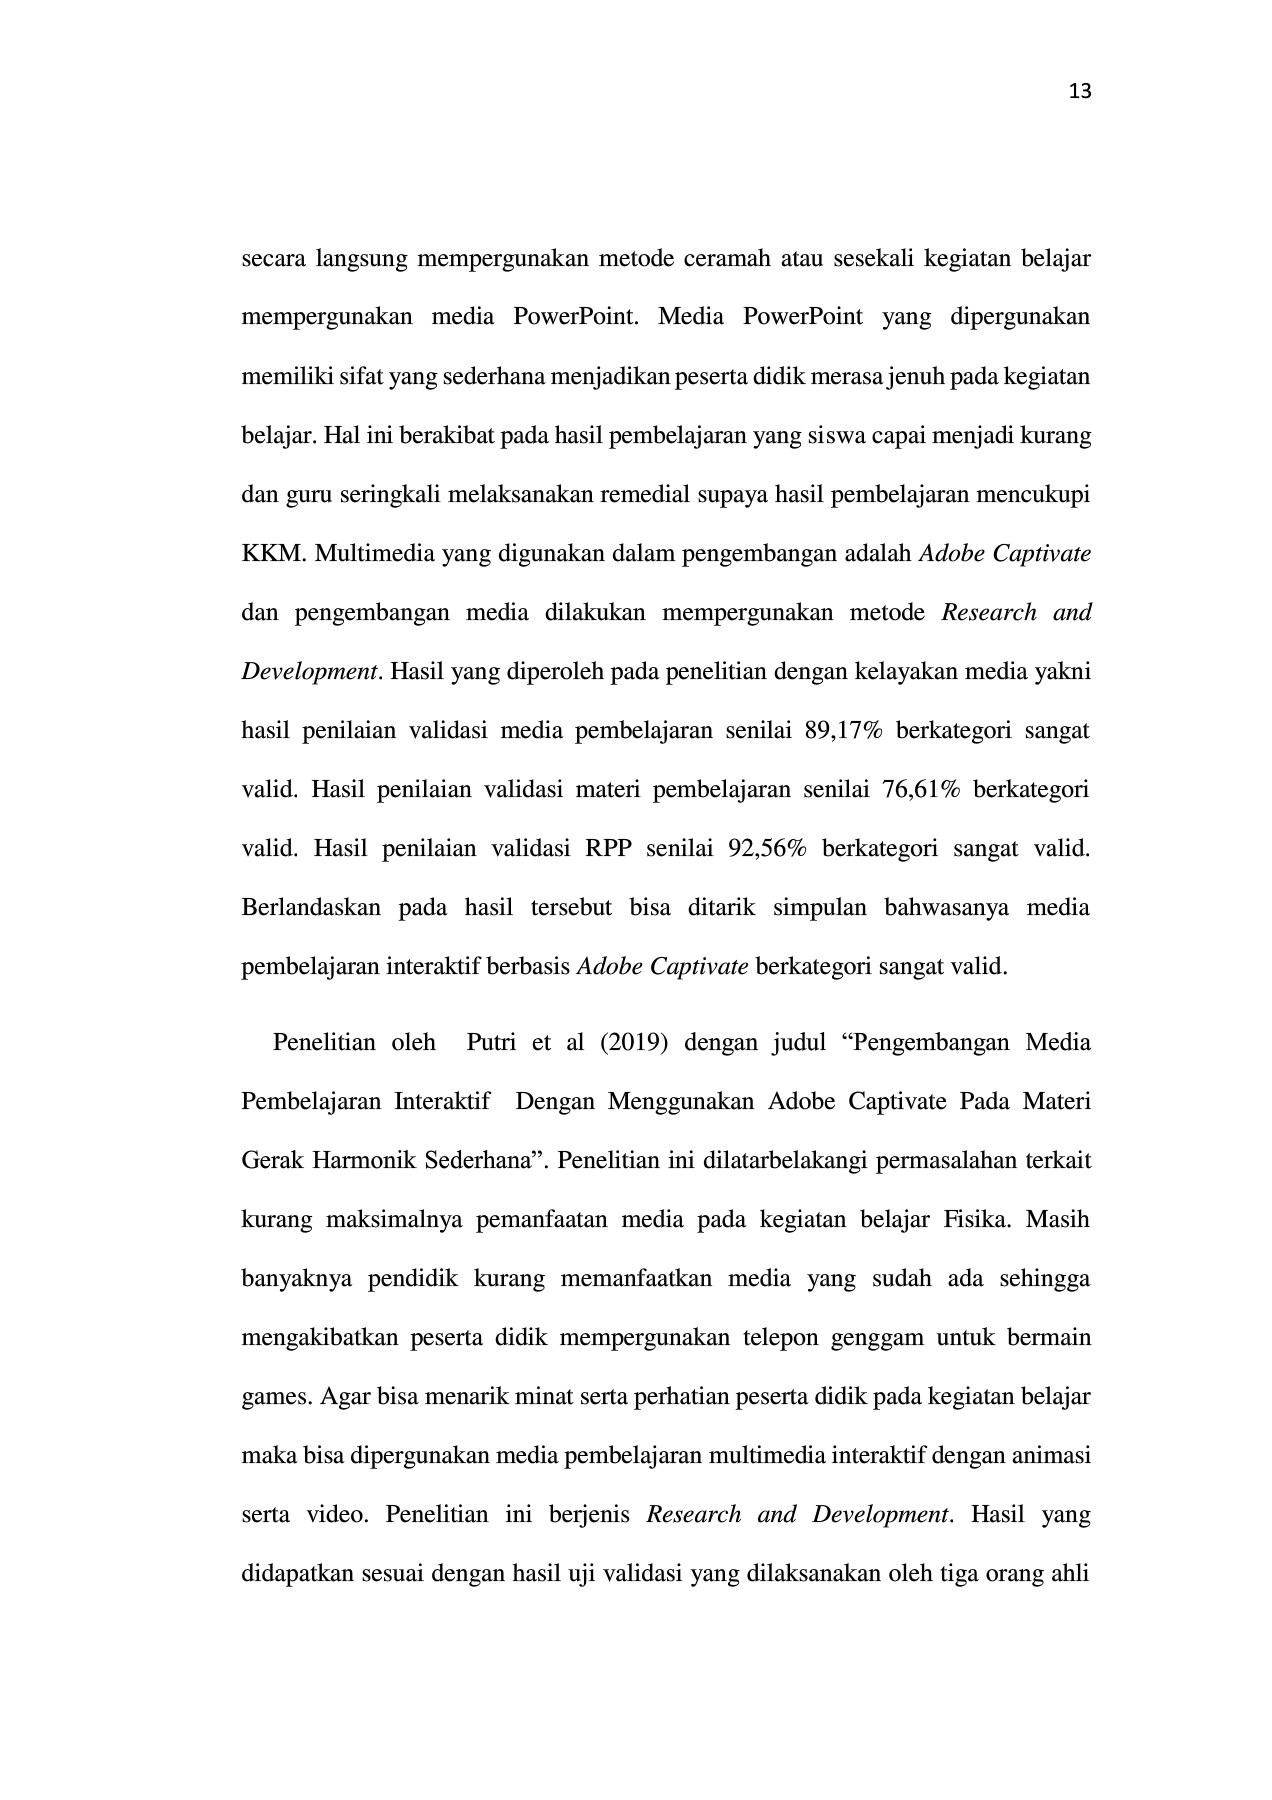 13
secara langsung mempergunakan metode ceramah atau sesekali kegiatan belajar
mempergunakan media PowerPoint. Media PowerPoint yang dipergunakan
memiliki sifat yang sederhana menjadikan peserta didik merasa jenuh pada kegiatan
belajar. Hal ini berakibat pada hasil pembelajaran yang siswa capai menjadi kurang
dan guru seringkali melaksanakan remedial supaya hasil pembelajaran mencukupi
KKM. Multimedia yang digunakan dalam pengembangan adalah Adobe Captivate
dan pengembangan media dilakukan mempergunakan metode Research and
Development. Hasil yang diperoleh pada penelitian dengan kelayakan media yakni
hasil penilaian validasi media pembelajaran senilai 89,17% berkategori sangat
valid. Hasil penilaian validasi materi pembelajaran senilai 76,61% berkategori
valid. Hasil penilaian validasi RPP senilai 92,56% berkategori sangat valid.
Berlandaskan pada hasil tersebut bisa ditarik simpulan bahwasanya media
pembelajaran interaktif berbasis Adobe Captivate berkategori sangat valid.
Penelitian oleh Putri et al (2019) dengan judul “Pengembangan Media
Pembelajaran Interaktif Dengan Menggunakan Adobe Captivate Pada Materi
Gerak Harmonik Sederhana”. Penelitian ini dilatarbelakangi permasalahan terkait
kurang maksimalnya pemanfaatan media pada kegiatan belajar Fisika. Masih
banyaknya pendidik kurang memanfaatkan media yang sudah ada sehingga
mengakibatkan peserta didik mempergunakan telepon genggam untuk bermain
games. Agar bisa menarik minat serta perhatian peserta didik pada kegiatan belajar
maka bisa dipergunakan media pembelajaran multimedia interaktif dengan animasi
serta video. Penelitian ini berjenis Research and Development. Hasil yang
didapatkan sesuai dengan hasil uji validasi yang dilaksanakan oleh tiga orang ahli